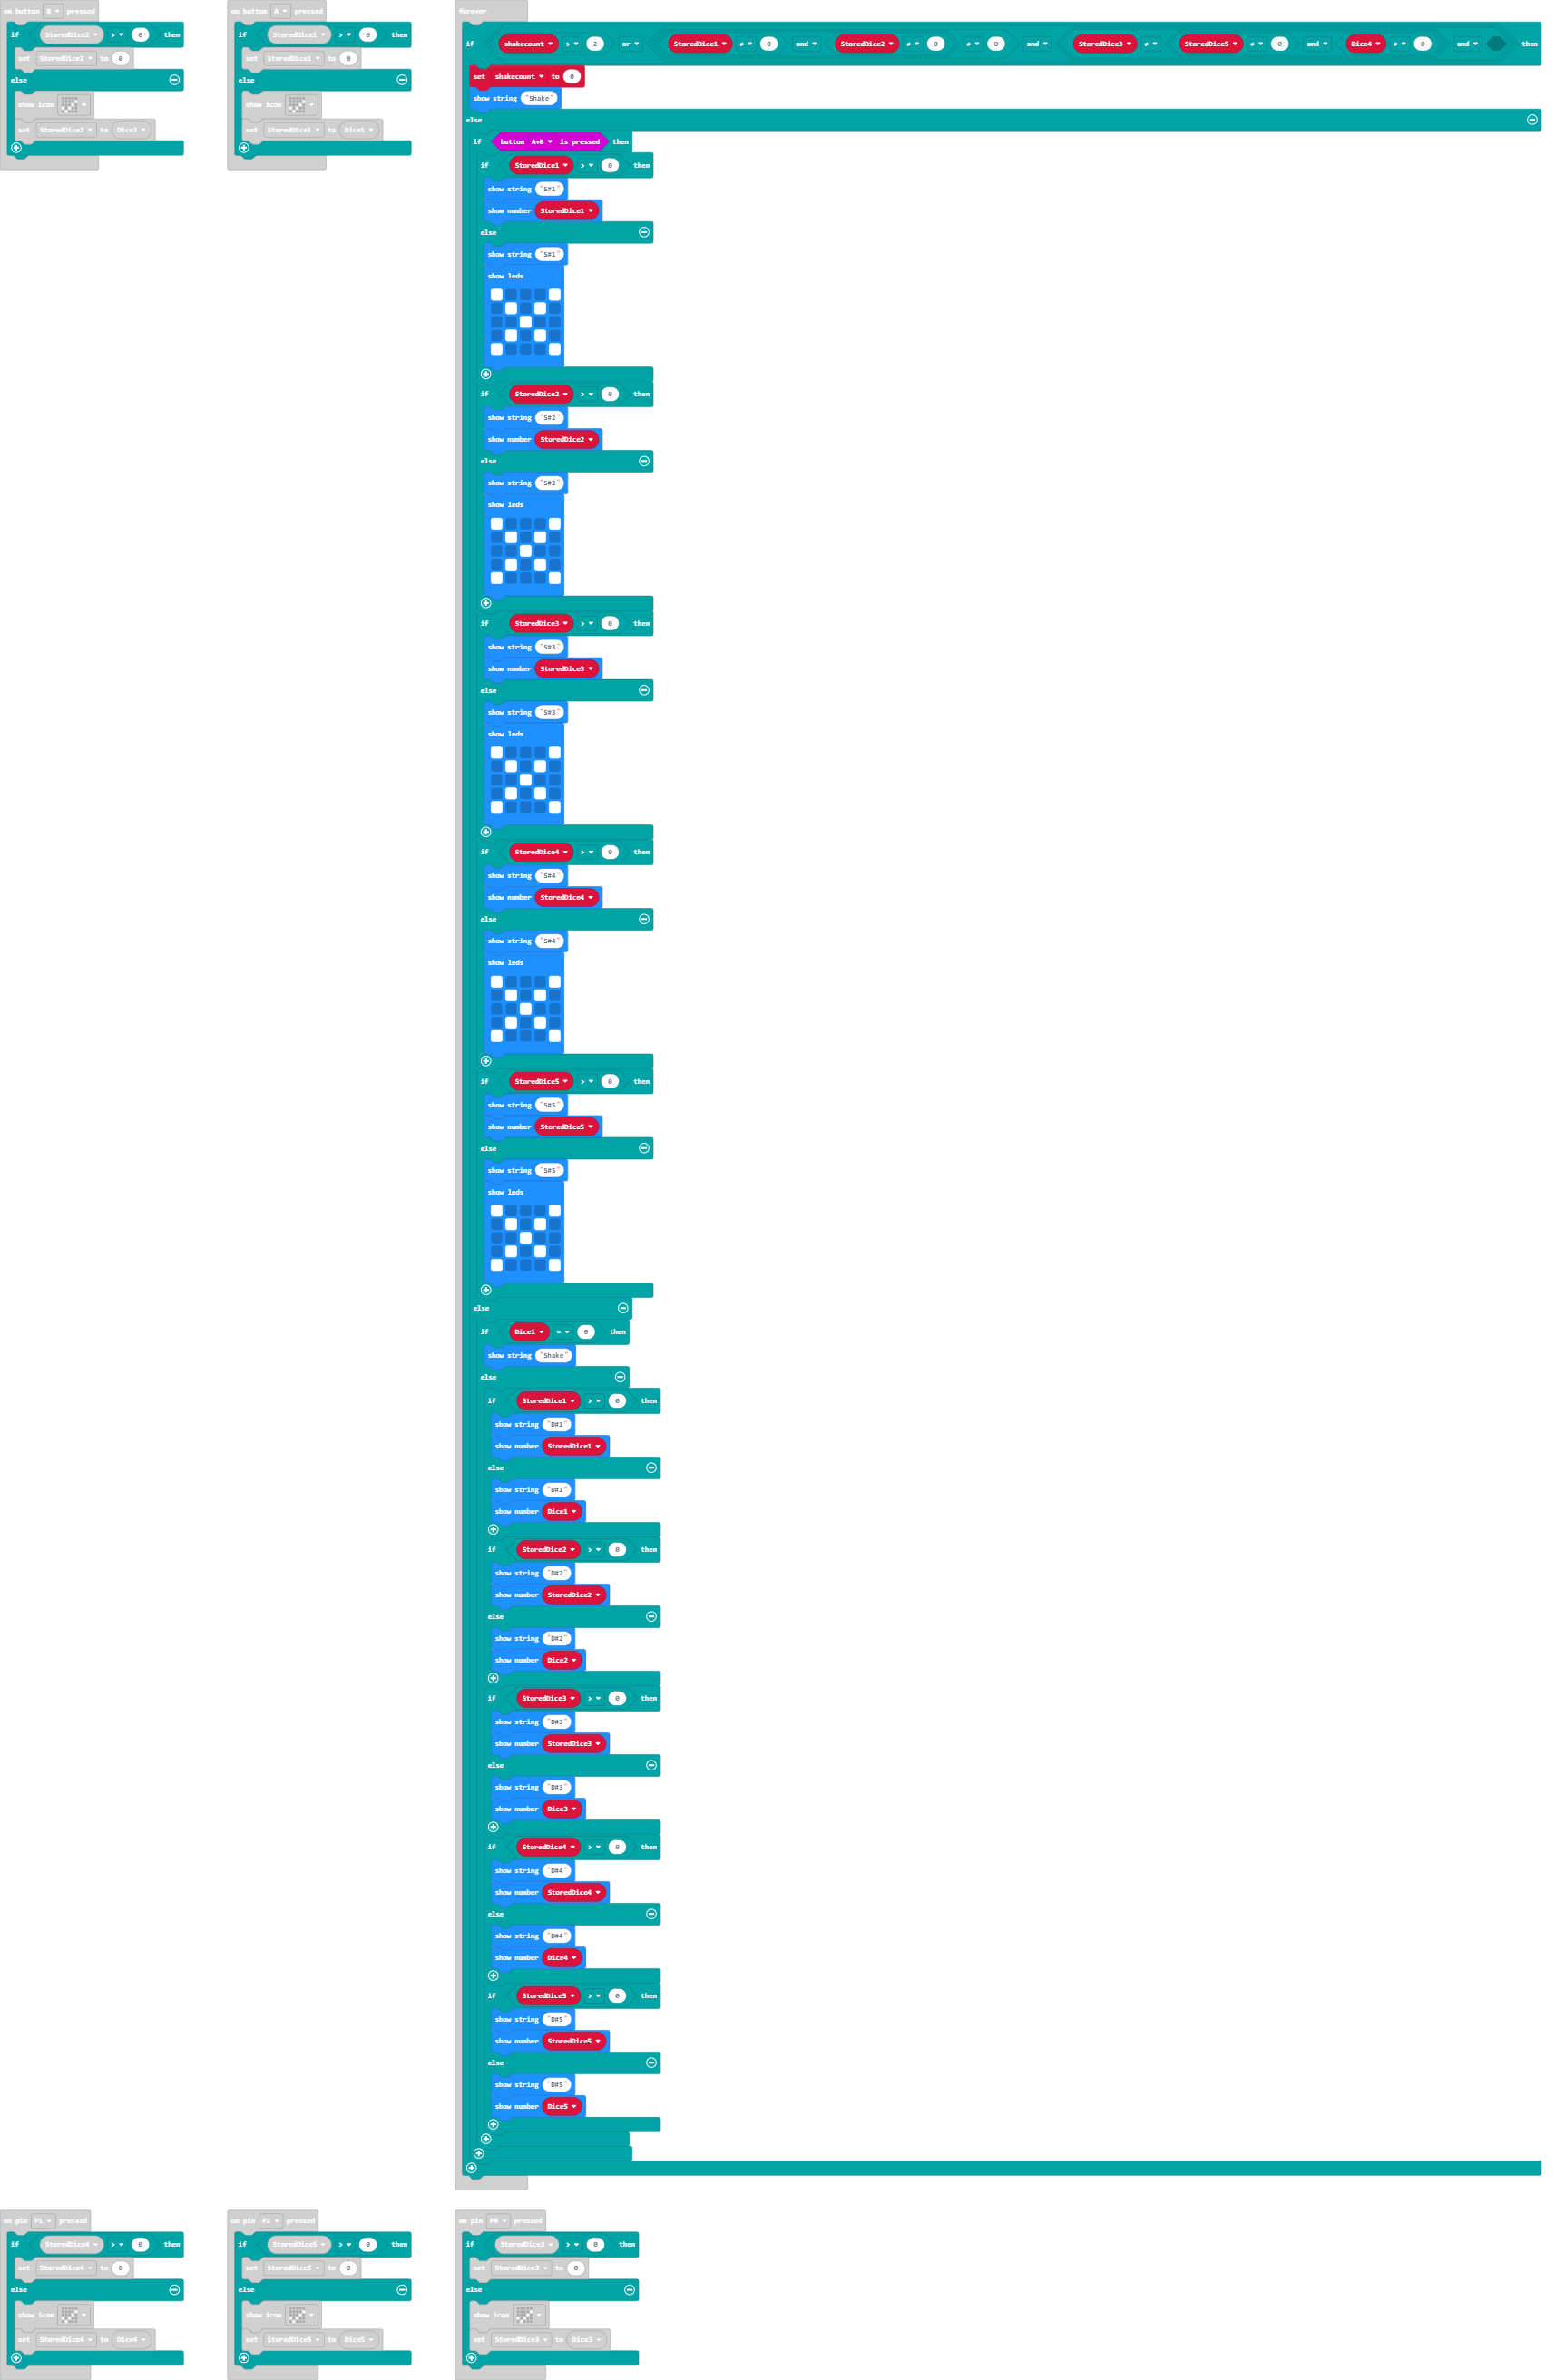 on button B pressed
if StoredDice2 > 0 then
set StoredDice2 to 0
else
show icon
set StoredDice2 to Dice2
on button A pressed
if StoredDice1 > 0 then
set StoredDice1 to 0
else
show icon
set StoredDice1 to Dice1
forever
if shakecount > 2 or StoredDice1 ≠ 0 and StoredDice2 ≠ 0 ≠ 0 and StoredDice3 ≠ StoredDice5 ≠ 0 and Dice4 ≠ 0 and then
set shakecount to 0
show string "Shake"
else
if button A+B is pressed then
if StoredDice1 > 0 then
show string "S#1"
show number StoredDice1
else
show string "S#1"
show leds
if StoredDice2 > 0 then
show string "S#2"
show number StoredDice2
else
show string "S#2"
show leds
if StoredDice3 > 0 then
show string "S#3"
show number StoredDice3
else
show string "S#3"
show leds
if StoredDice4 > 0 then
show string "S#4"
show number StoredDice4
else
show string "S#4"
show leds
if StoredDice5 > 0 then
show string "S#5"
show number StoredDice5
else
show string "S#5"
show leds
else
if Dice1 = 0 then
show string "Shake"
else
if StoredDice1 > 0 then
show string "D#1"
show number StoredDice1
else
show string "D#1"
show number Dice1
if StoredDice2 > 0 then
show string "D#2"
show number StoredDice2
else
show string "D#2"
show number Dice2
if StoredDice3 > 0 then
show string "D#3"
show number StoredDice3
else
show string "D#3"
show number Dice3
if StoredDice4 > 0 then
show string "D#4"
show number StoredDice4
else
show string "D#4"
show number Dice4
if StoredDice5 > 0 then
show string "D#5"
show number StoredDice5
else
show string "D#5"
show number Dice5
on pin P1 pressed
if StoredDice4 > 0 then
set StoredDice4 to 0
else
show icon
set StoredDice4 to Dice4
on pin P2 pressed
if StoredDice5 > 0 then
set StoredDice5 to 0
else
show icon
set StoredDice5 to Dice5
on pin P0 pressed
if StoredDice3 > 0 then
set StoredDice3 to 0
else
show icon
set StoredDice3 to Dice3